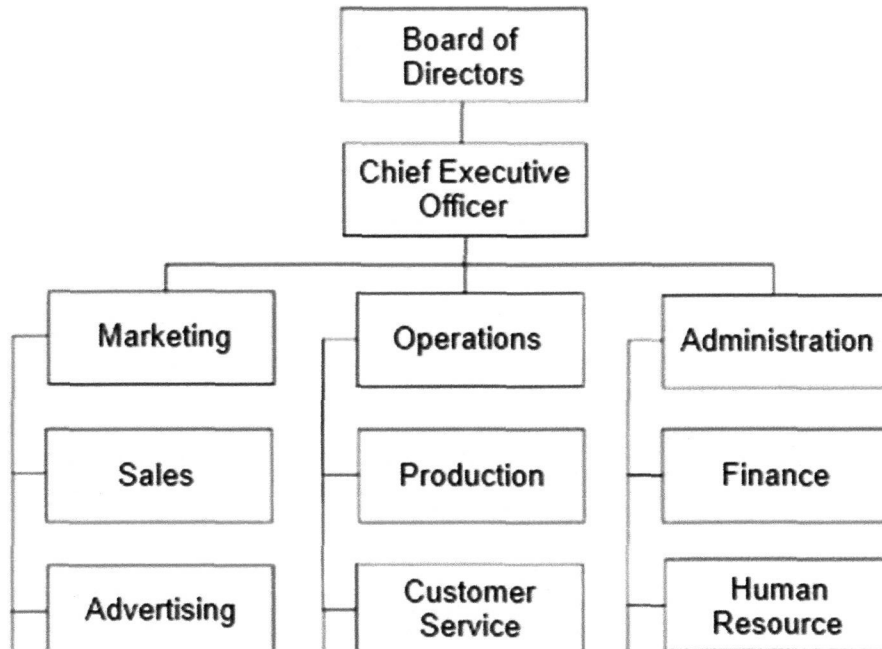 Board of
Directors
Chief Executive
Officer
Marketing
Operations
Administration
Sales
Production
Finance
Advertising
Customer
Service
Human
Resource